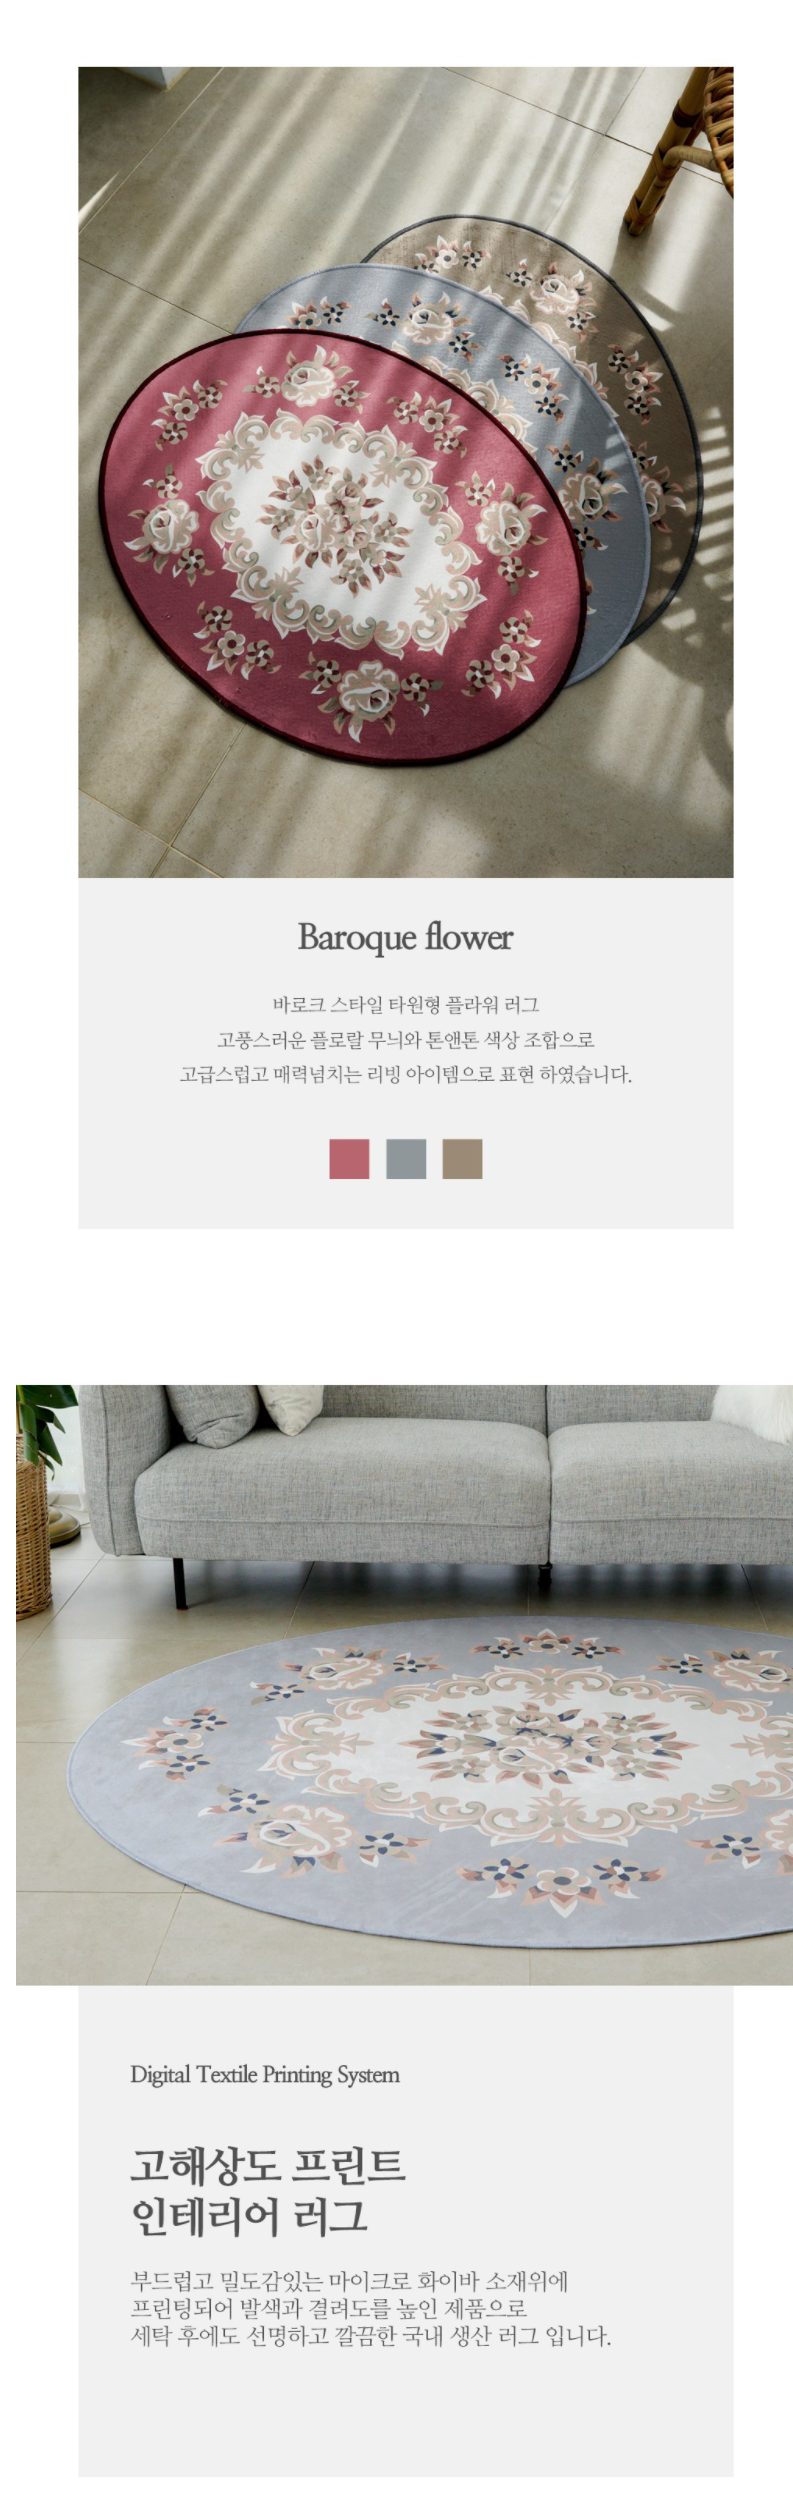 Baroque flower
바로크 스타일 타원형 플라워 러그
고풍스러운 플로랄 무늬와 톤앤톤 색상 조합으로
고급스럽고 매력넘치는 리빙 아이템으로 표현 하였습니다.
Digital Textile Printing System
고해상도 프린트
인테리어 러그
부드럽고 밀도감있는 마이크로 화이바 소재위에
프린팅되어 발색과 결려도를 높인 제품으로
세탁 후에도 선명하고 깔끔한 국내 생산 러그 입니다.